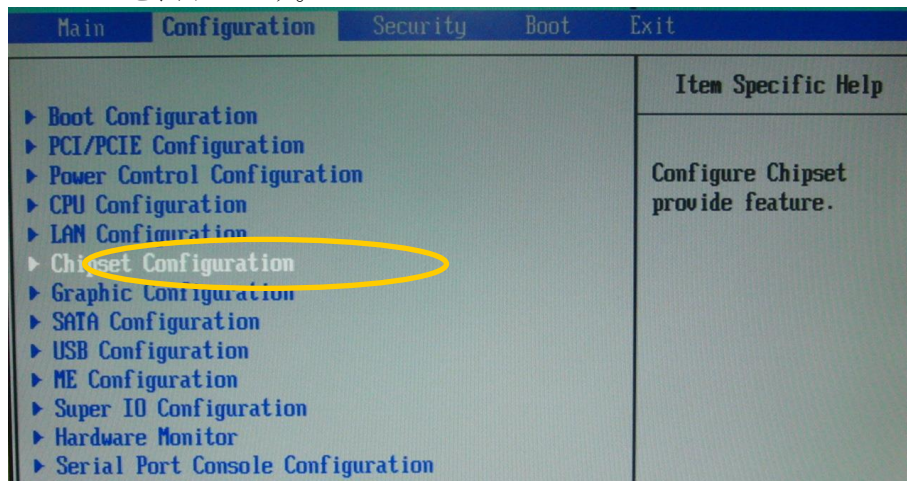 Main Configuration Security Boot Exit
Item Specific Help
Boot Configuration
PCI/PCIE Configuration
Power Control Configuration
CPU Configuration
LAN Configuration
Chipset Configuration
Graphic Configuration
SATA Configuration
USB Configuration
ME Configuration
Super IO Configuration
Hardware Monitor
Serial Port Console Configuration
Configure Chipset
provide feature.